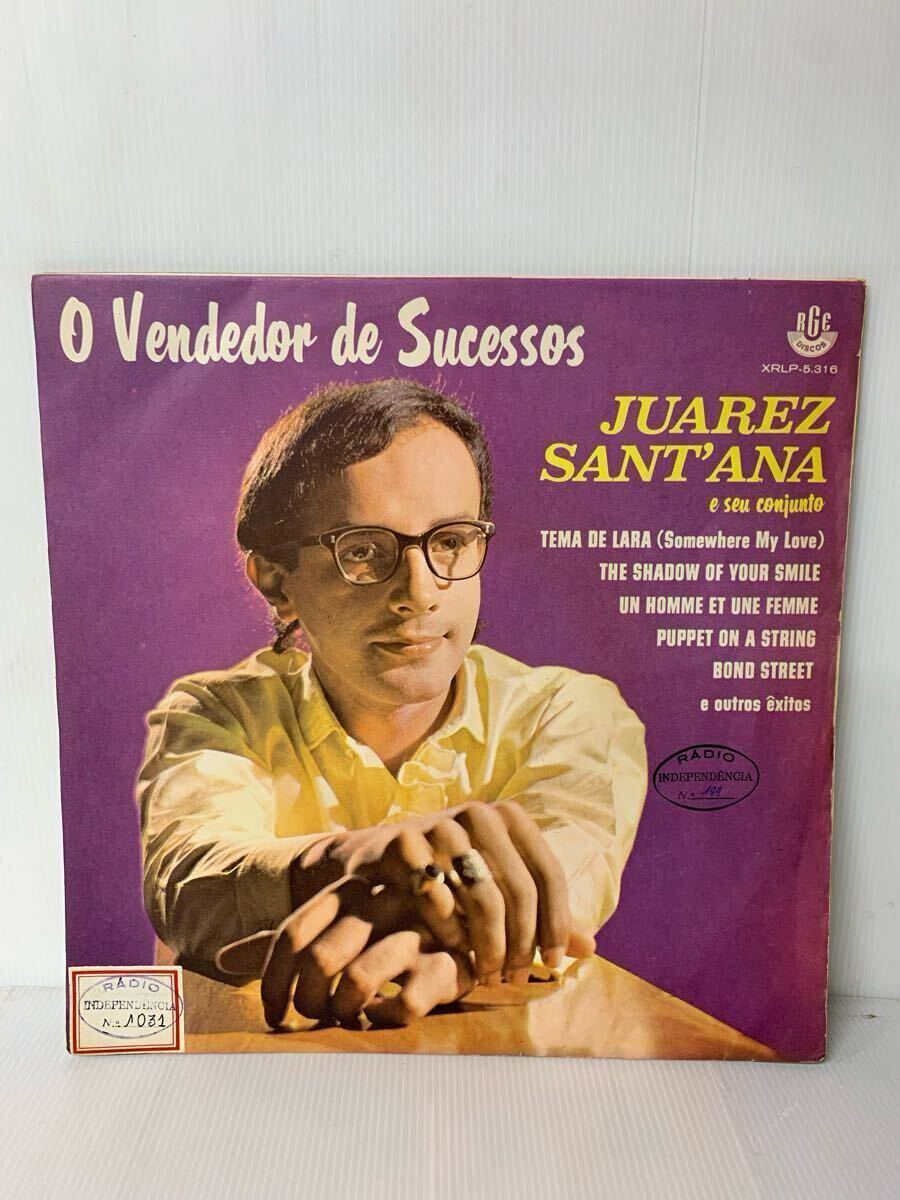 O Vendedor de Sucessos
RGE
DISCOS
XRLP-5.316
JUAREZ
SANT'ANA
e seu conjunto
TEMA DE LARA (Somewhere My Love)
THE SHADOW OF YOUR SMILE
UN HOMME ET UNE FEMME
PUPPET ON A STRING
BOND STREET
e outros êxitos
RÁDIO
INDEPENDÊNCIA
N.º
RÁDIO
INDEPENDÊNCIA
N.º 1031